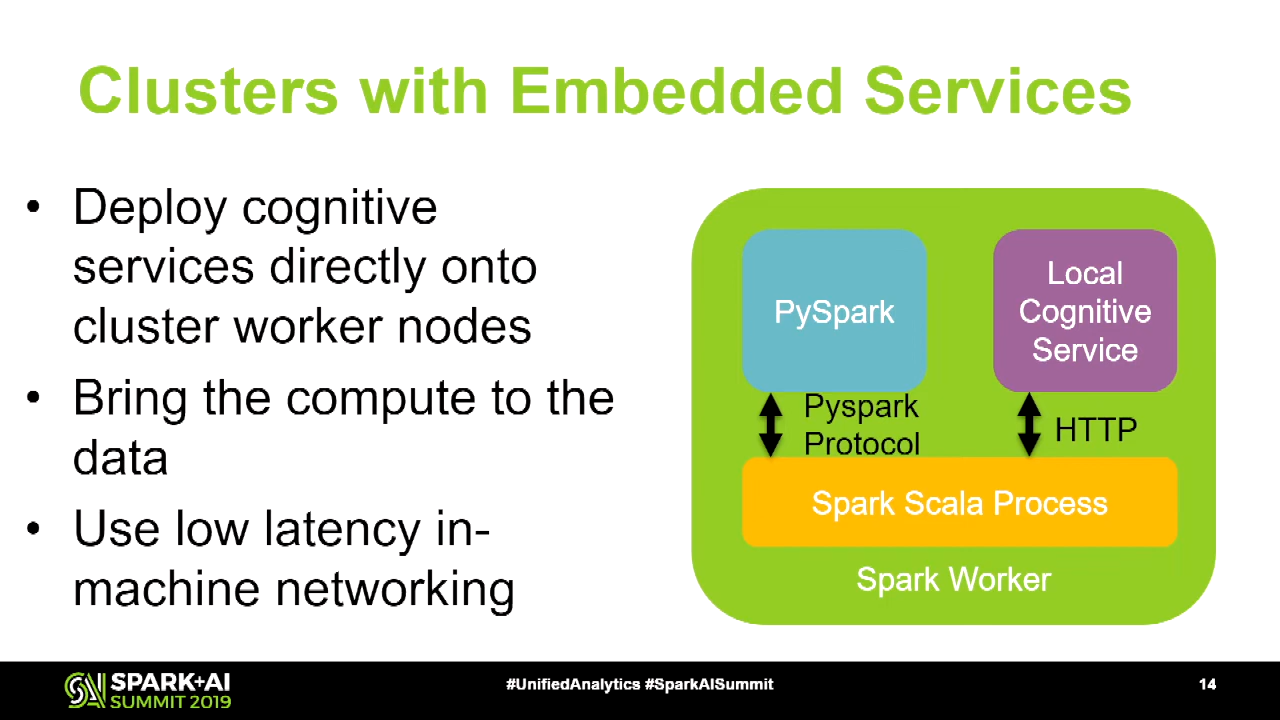 Clusters with Embedded Services
• Deploy cognitive
services directly onto
cluster worker nodes
• Bring the compute to the
data
• Use low latency in-
machine networking
PySpark
Local
Cognitive
Service
Pyspark
Protocol
HTTP
Spark Scala Process
Spark Worker
SPARK+AI
SUMMIT 2019
#UnifiedAnalytics #SparkAISummit
14